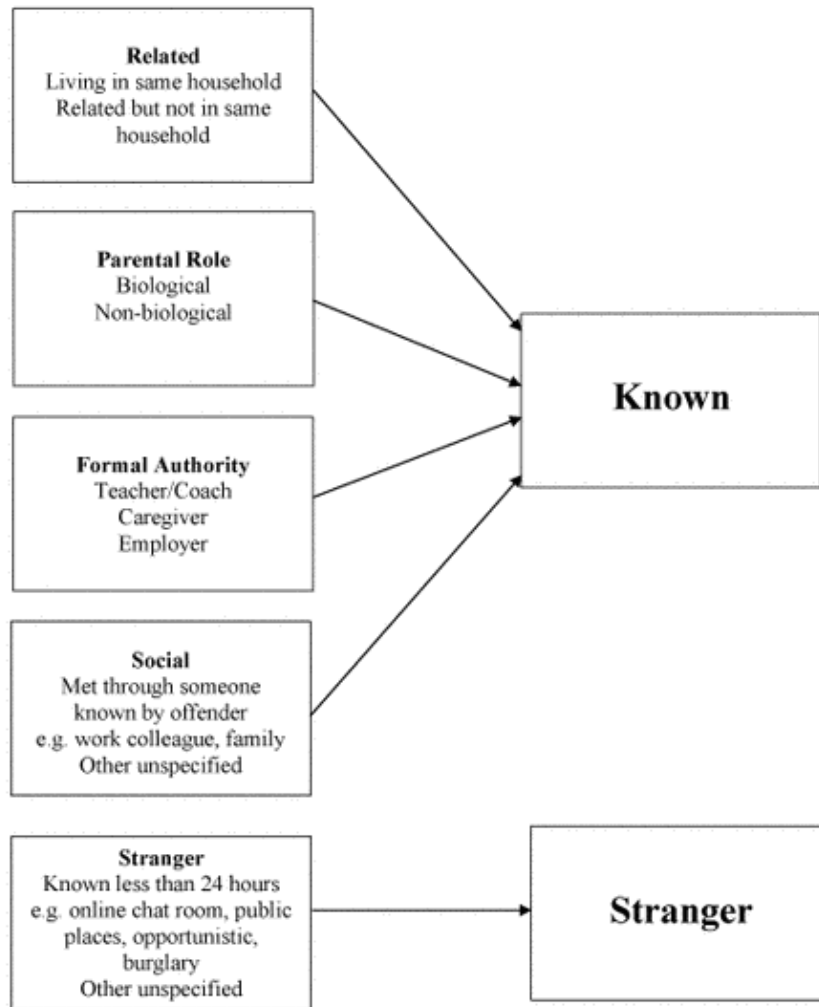 Related
Living in same household
Related but not in same
household
Parental Role
Biological
Non-biological
Formal Authority
Teacher/Coach
Caregiver
Employer
Social
Met through someone
known by offender
e.g. work colleague, family
Other unspecified
Stranger
Known less than 24 hours
e.g. online chat room, public
places, opportunistic,
burglary
Other unspecified
Known
Stranger